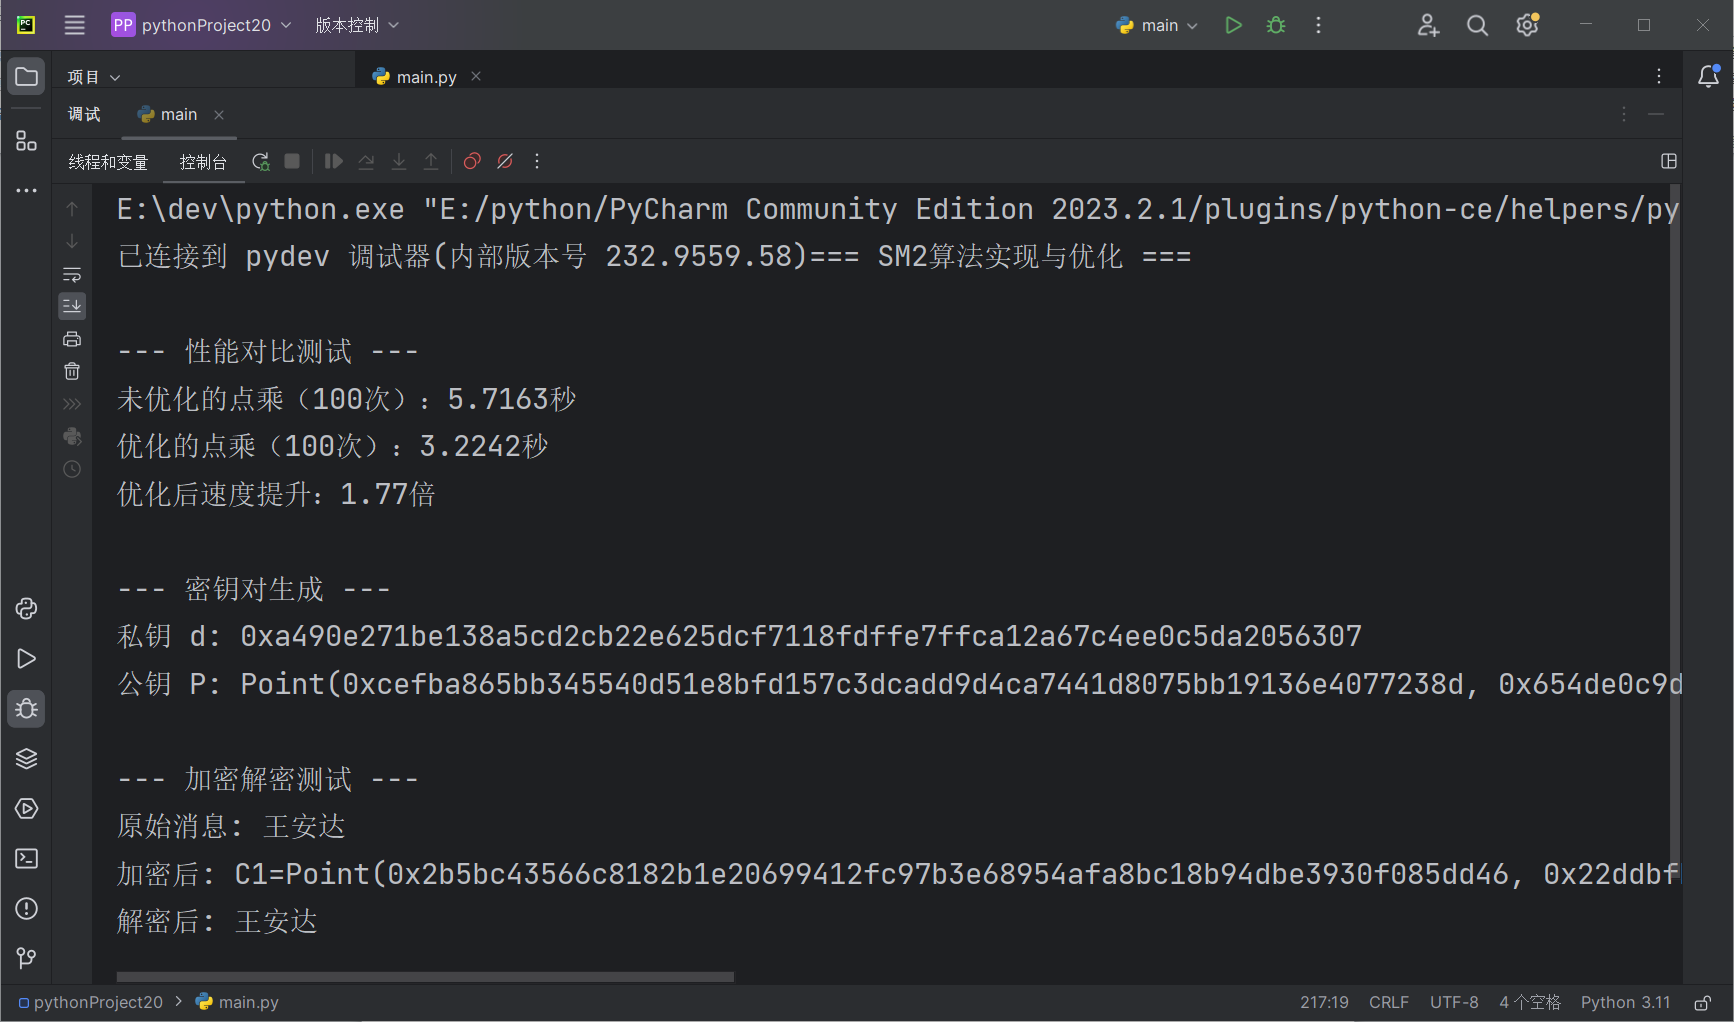 PC
PP pythonProject20 版本控制 main
项目 main.py
调试 main
线程和变量 控制台
E:\dev\python.exe "E:/python/PyCharm Community Edition 2023.2.1/plugins/python-ce/helpers/py
已连接到 pydev 调试器(内部版本号 232.9559.58)=== SM2算法实现与优化 ===
--- 性能对比测试 ---
未优化的点乘（100次）：5.7163秒
优化的点乘（100次）：3.2242秒
优化后速度提升：1.77倍
--- 密钥对生成 ---
私钥 d: 0xa490e271be138a5cd2cb22e625dcf7118fdffe7ffca12a67c4ee0c5da2056307
公钥 P: Point(0xcefba865bb345540d51e8bfd157c3dcadd9d4ca7441d8075bb19136e4077238d, 0x654de0c9d
--- 加密解密测试 ---
原始消息: 王安达
加密后: C1=Point(0x2b5bc43566c8182b1e20699412fc97b3e68954afa8bc18b94dbe3930f085dd46, 0x22ddbf
解密后: 王安达
pythonProject20 main.py 217:19 CRLF UTF-8 4 个空格 Python 3.11